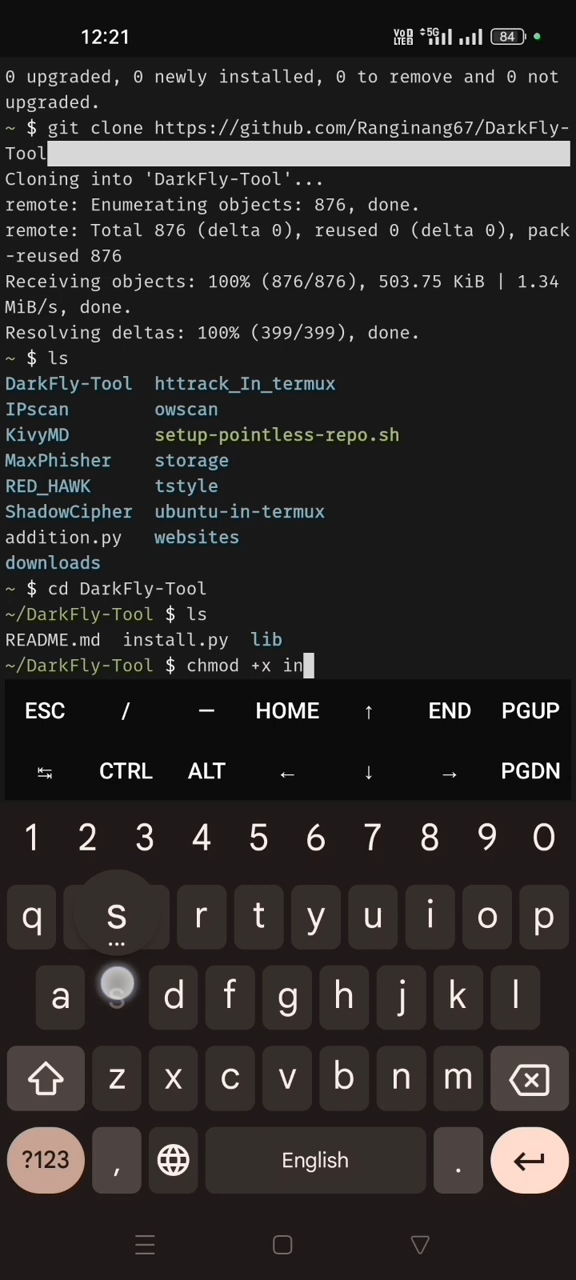 12:21 VoD LTE2 5G 84
0 upgraded, 0 newly installed, 0 to remove and 0 not
upgraded.
~ $ git clone https://github.com/Ranginang67/DarkFly-
Tool
Cloning into 'DarkFly-Tool'...
remote: Enumerating objects: 876, done.
remote: Total 876 (delta 0), reused 0 (delta 0), pack
-reused 876
Receiving objects: 100% (876/876), 503.75 KiB | 1.34
MiB/s, done.
Resolving deltas: 100% (399/399), done.
~ $ ls
DarkFly-Tool httrack_In_termux
IPscan owscan
KivyMD setup-pointless-repo.sh
MaxPhisher storage
RED_HAWK tstyle
ShadowCipher ubuntu-in-termux
addition.py websites
downloads
~ $ cd DarkFly-Tool
~/DarkFly-Tool $ ls
README.md install.py lib
~/DarkFly-Tool $ chmod +x in
ESC / — HOME ↑ END PGUP
↹ CTRL ALT ← ↓ → PGDN
1 2 3 4 5 6 7 8 9 0
q s r t y u i o p
a s d f g h j k l
z x c v b n m
?123 , English .